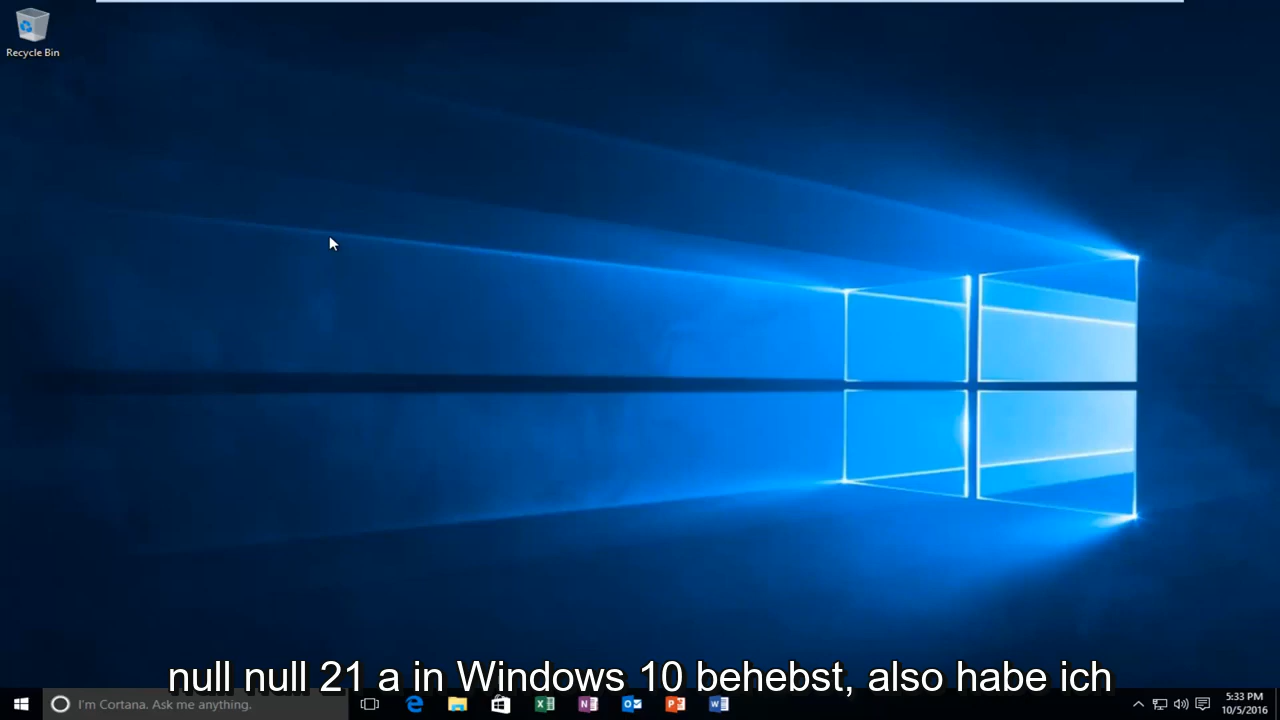 Recycle Bin
null null 21 a in Windows 10 behebst, also habe ich
I'm Cortana. Ask me anything.
5:33 PM
10/5/2016